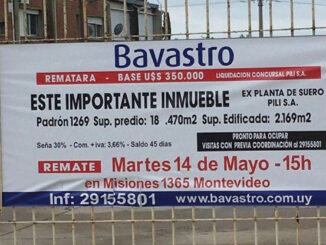 Bavastro
REMATARA - BASE U$S 350.000 LIQUIDACION CONCURSAL PILI S.A.
ESTE IMPORTANTE INMUEBLE EX PLANTA DE SUERO PILI S.A.
Padrón 1269 Sup. predio: 18 .470m2 Sup. Edificada: 2.169m2
Seña 30% - Com. + iva: 3,66% - Saldo 45 días
PRONTO PARA OCUPAR
VISITAS CON PREVIA COORDINACIÓN al 29155801
REMATE Martes 14 de Mayo - 15h
en Misiones 1365 Montevideo
Inf: 29155801 www.bavastro.com.uy